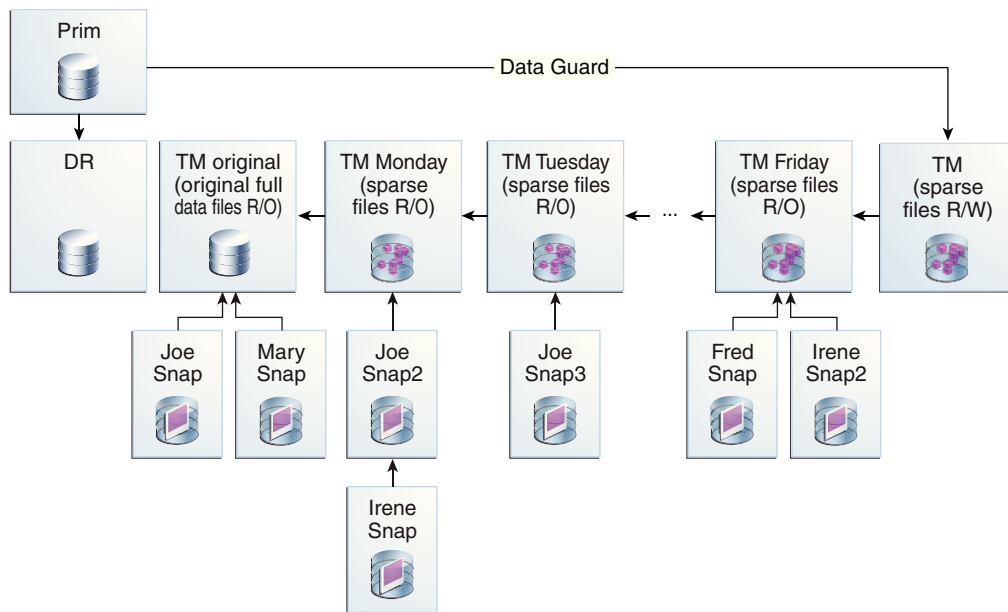 Prim
Data Guard
DR
TM original
(original full
data files R/O)
TM Monday
(sparse
files R/O)
TM Tuesday
(sparse files
R/O)
...
TM Friday
(sparse files
R/O)
TM
(sparse
files R/W)
Joe
Snap
Mary
Snap
Joe
Snap2
Joe
Snap3
Fred
Snap
Irene
Snap2
Irene
Snap